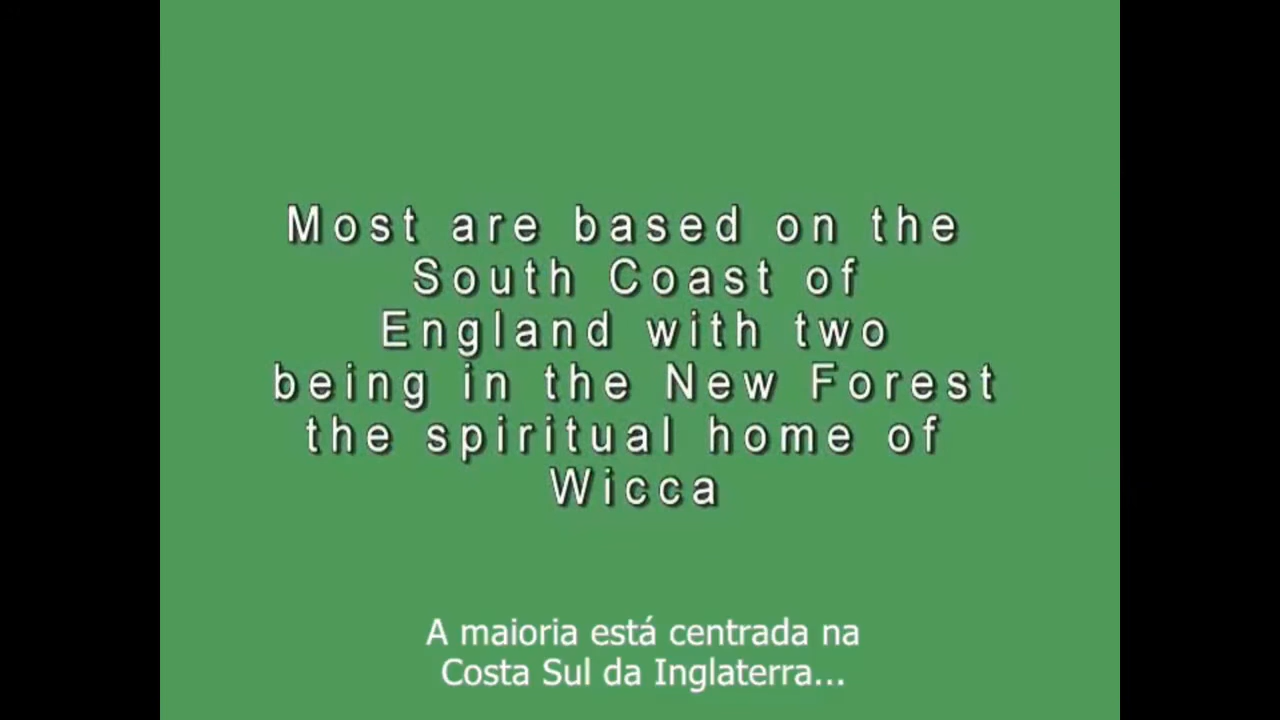 Most are based on the
South Coast of
England with two
being in the New Forest
the spiritual home of
Wicca
A maioria está centrada na
Costa Sul da Inglaterra...